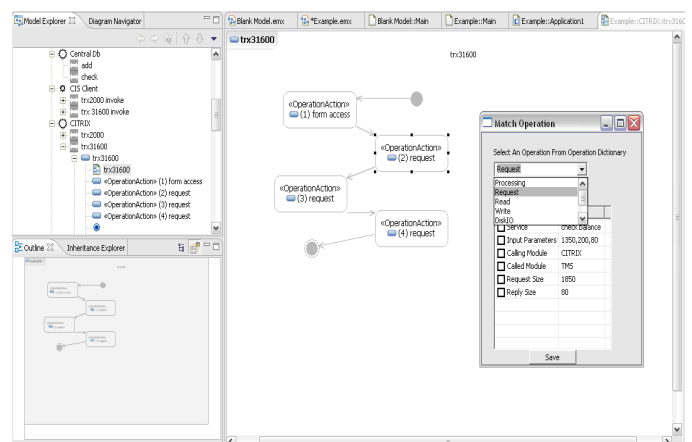 Model Explorer
Diagram Navigator
Blank Model.emx
*Example.emx
Blank Model::Main
Example::Main
Example::Application1
Example::CITRIX::trx3160
Central Db
add
check
CIS Client
trx2000 invoke
trx 31600 invoke
CITRIX
trx2000
trx31600
trx31600
trx31600
«OperationAction» (1) form access
«OperationAction» (2) request
«OperationAction» (3) request
«OperationAction» (4) request
Outline
Inheritance Explorer
trx31600
trx31600
«OperationAction»
(1) form access
«OperationAction»
(2) request
«OperationAction»
(3) request
«OperationAction»
(4) request
Match Operation
Select An Operation From Operation Dictionary
Request
Processing
Request
Read
Write
DiskIO
Service check balance
Input Parameters 1350,200,80
Calling Module CITRIX
Called Module TMS
Request Size 1850
Reply Size 80
Save